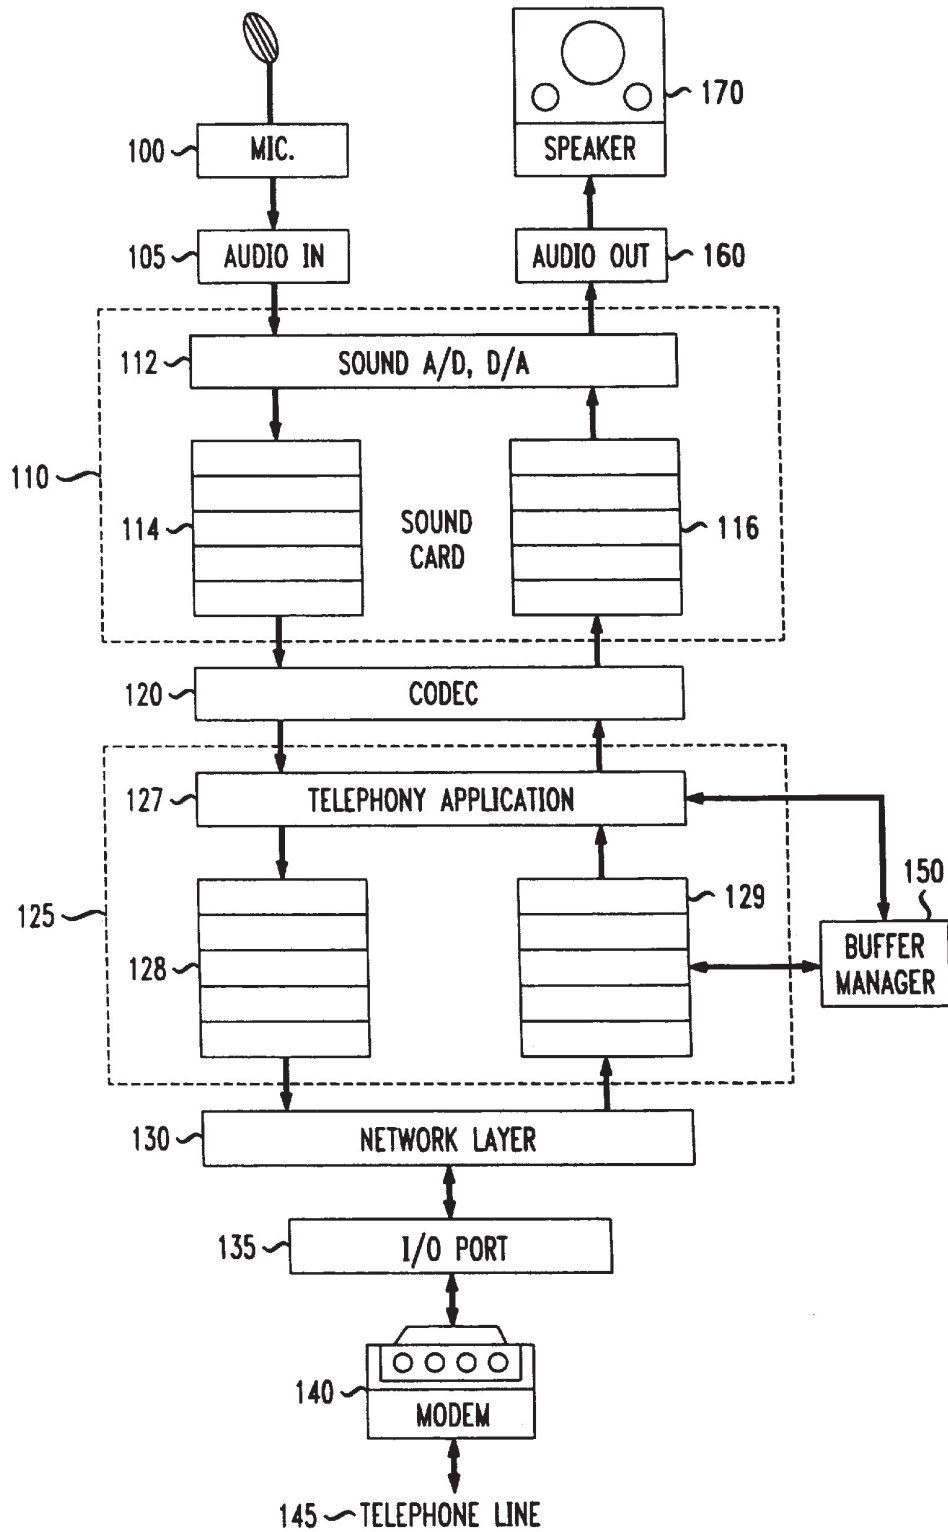 170
100
MIC.
SPEAKER
105
AUDIO IN
AUDIO OUT
160
112
SOUND A/D, D/A
110
114
SOUND
CARD
116
120
CODEC
127
TELEPHONY APPLICATION
125
128
129
150
BUFFER
MANAGER
130
NETWORK LAYER
135
I/O PORT
140
MODEM
145
TELEPHONE LINE